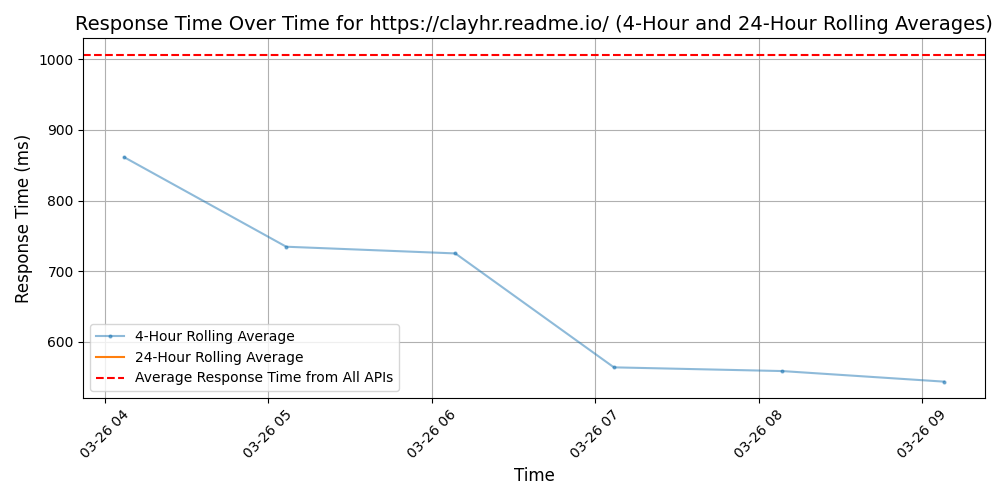 Response Time Over Time for https://clayhr.readme.io/ (4-Hour and 24-Hour Rolling Averages)
Response Time (ms)
1000
900
800
700
600
4-Hour Rolling Average
24-Hour Rolling Average
Average Response Time from All APIs
03-26 04
03-26 05
03-26 06
03-26 07
03-26 08
03-26 09
Time